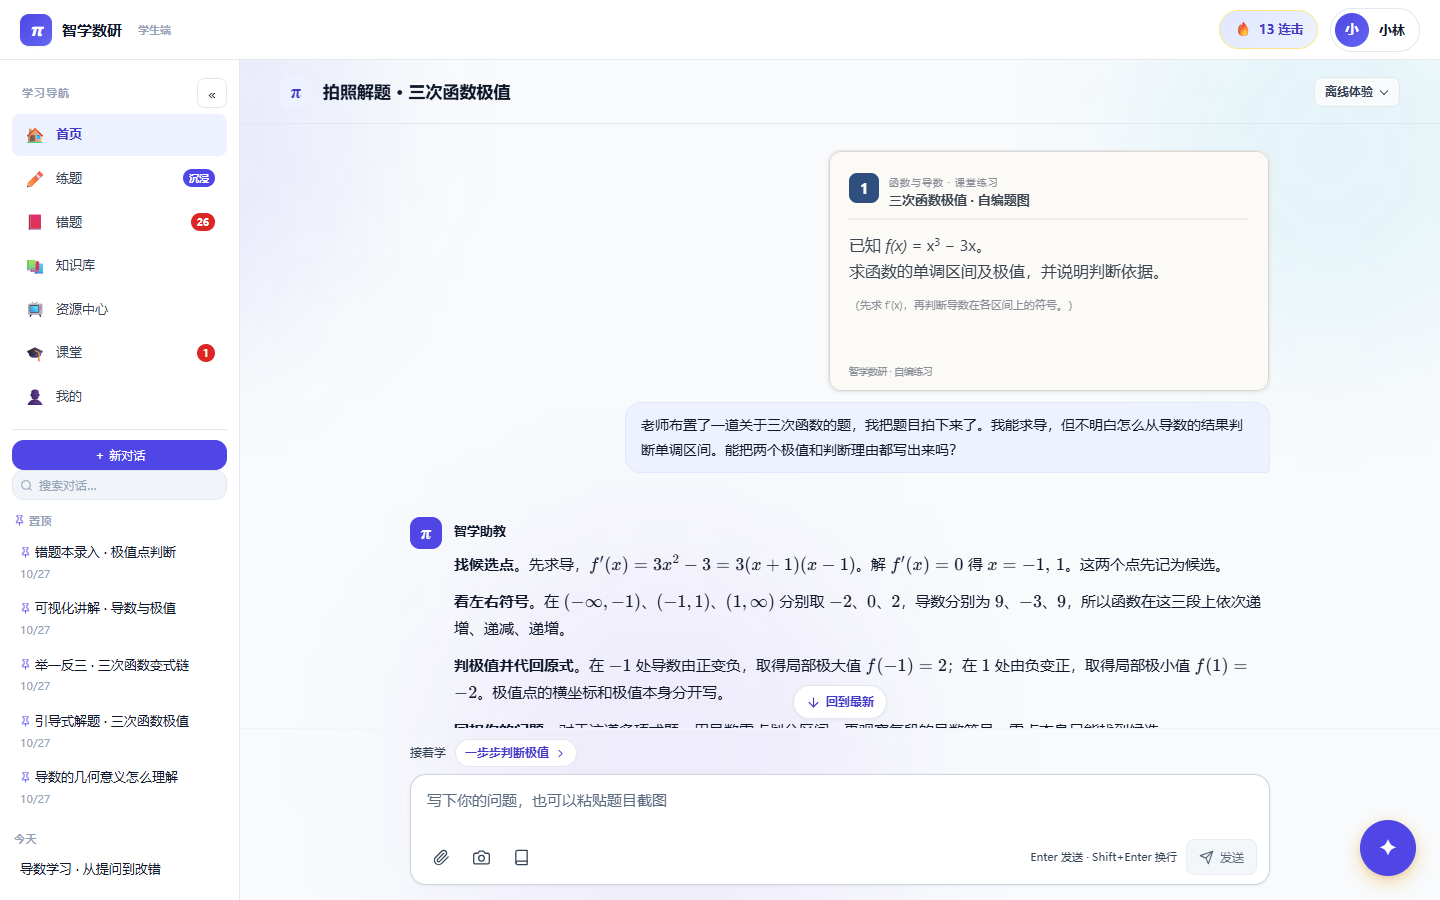 π 智学数研 学生端
13 连击
小 小林
学习导航 «
首页
练题 沉浸
错题 26
知识库
资源中心
课堂 1
我的
+ 新对话
搜索对话...
置顶
错题本录入 · 极值点判断
10/27
可视化讲解 · 导数与极值
10/27
举一反三 · 三次函数变式链
10/27
引导式解题 · 三次函数极值
10/27
导数的几何意义怎么理解
10/27
今天
导数学习 · 从提问到改错
π 拍照解题 • 三次函数极值
离线体验
1
函数与导数 · 课堂练习
三次函数极值 · 自编题图
已知 f(x) = x³ − 3x。
求函数的单调区间及极值，并说明判断依据。
（先求 f'(x)，再判断导数在各区间上的符号。）
智学数研 · 自编练习
老师布置了一道关于三次函数的题，我把题目拍下来了。我能求导，但不明白怎么从导数的结果判
断单调区间。能把两个极值和判断理由都写出来吗？
π 智学助教
找候选点。先求导，f′(x) = 3x² − 3 = 3(x + 1)(x − 1)。解 f′(x) = 0 得 x = −1, 1。这两个点先记为候选。
看左右符号。在 (−∞, −1)、(−1, 1)、(1, ∞) 分别取 −2、0、2，导数分别为 9、−3、9，所以函数在这三段上依次递
增、递减、递增。
判极值并代回原式。在 −1 处导数由正变负，取得局部极大值 f(−1) = 2；在 1 处由负变正，取得局部极小值 f(1) =
−2。极值点的横坐标和极值本身分开写。
回到最新
接着学 一步步判断极值
写下你的问题，也可以粘贴题目截图
Enter 发送 · Shift+Enter 换行 发送